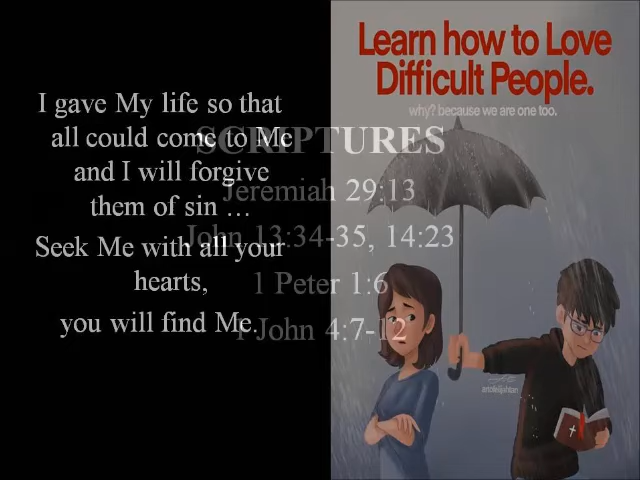 I gave My life so that
all could come to Me
and I will forgive
them of sin …
Seek Me with all your
hearts,
you will find Me.
SCRIPTURES
Jeremiah 29:13
John 13:34-35, 14:23
1 Peter 1:6
1 John 4:7-12
Learn how to Love
Difficult People.
why? because we are one too.